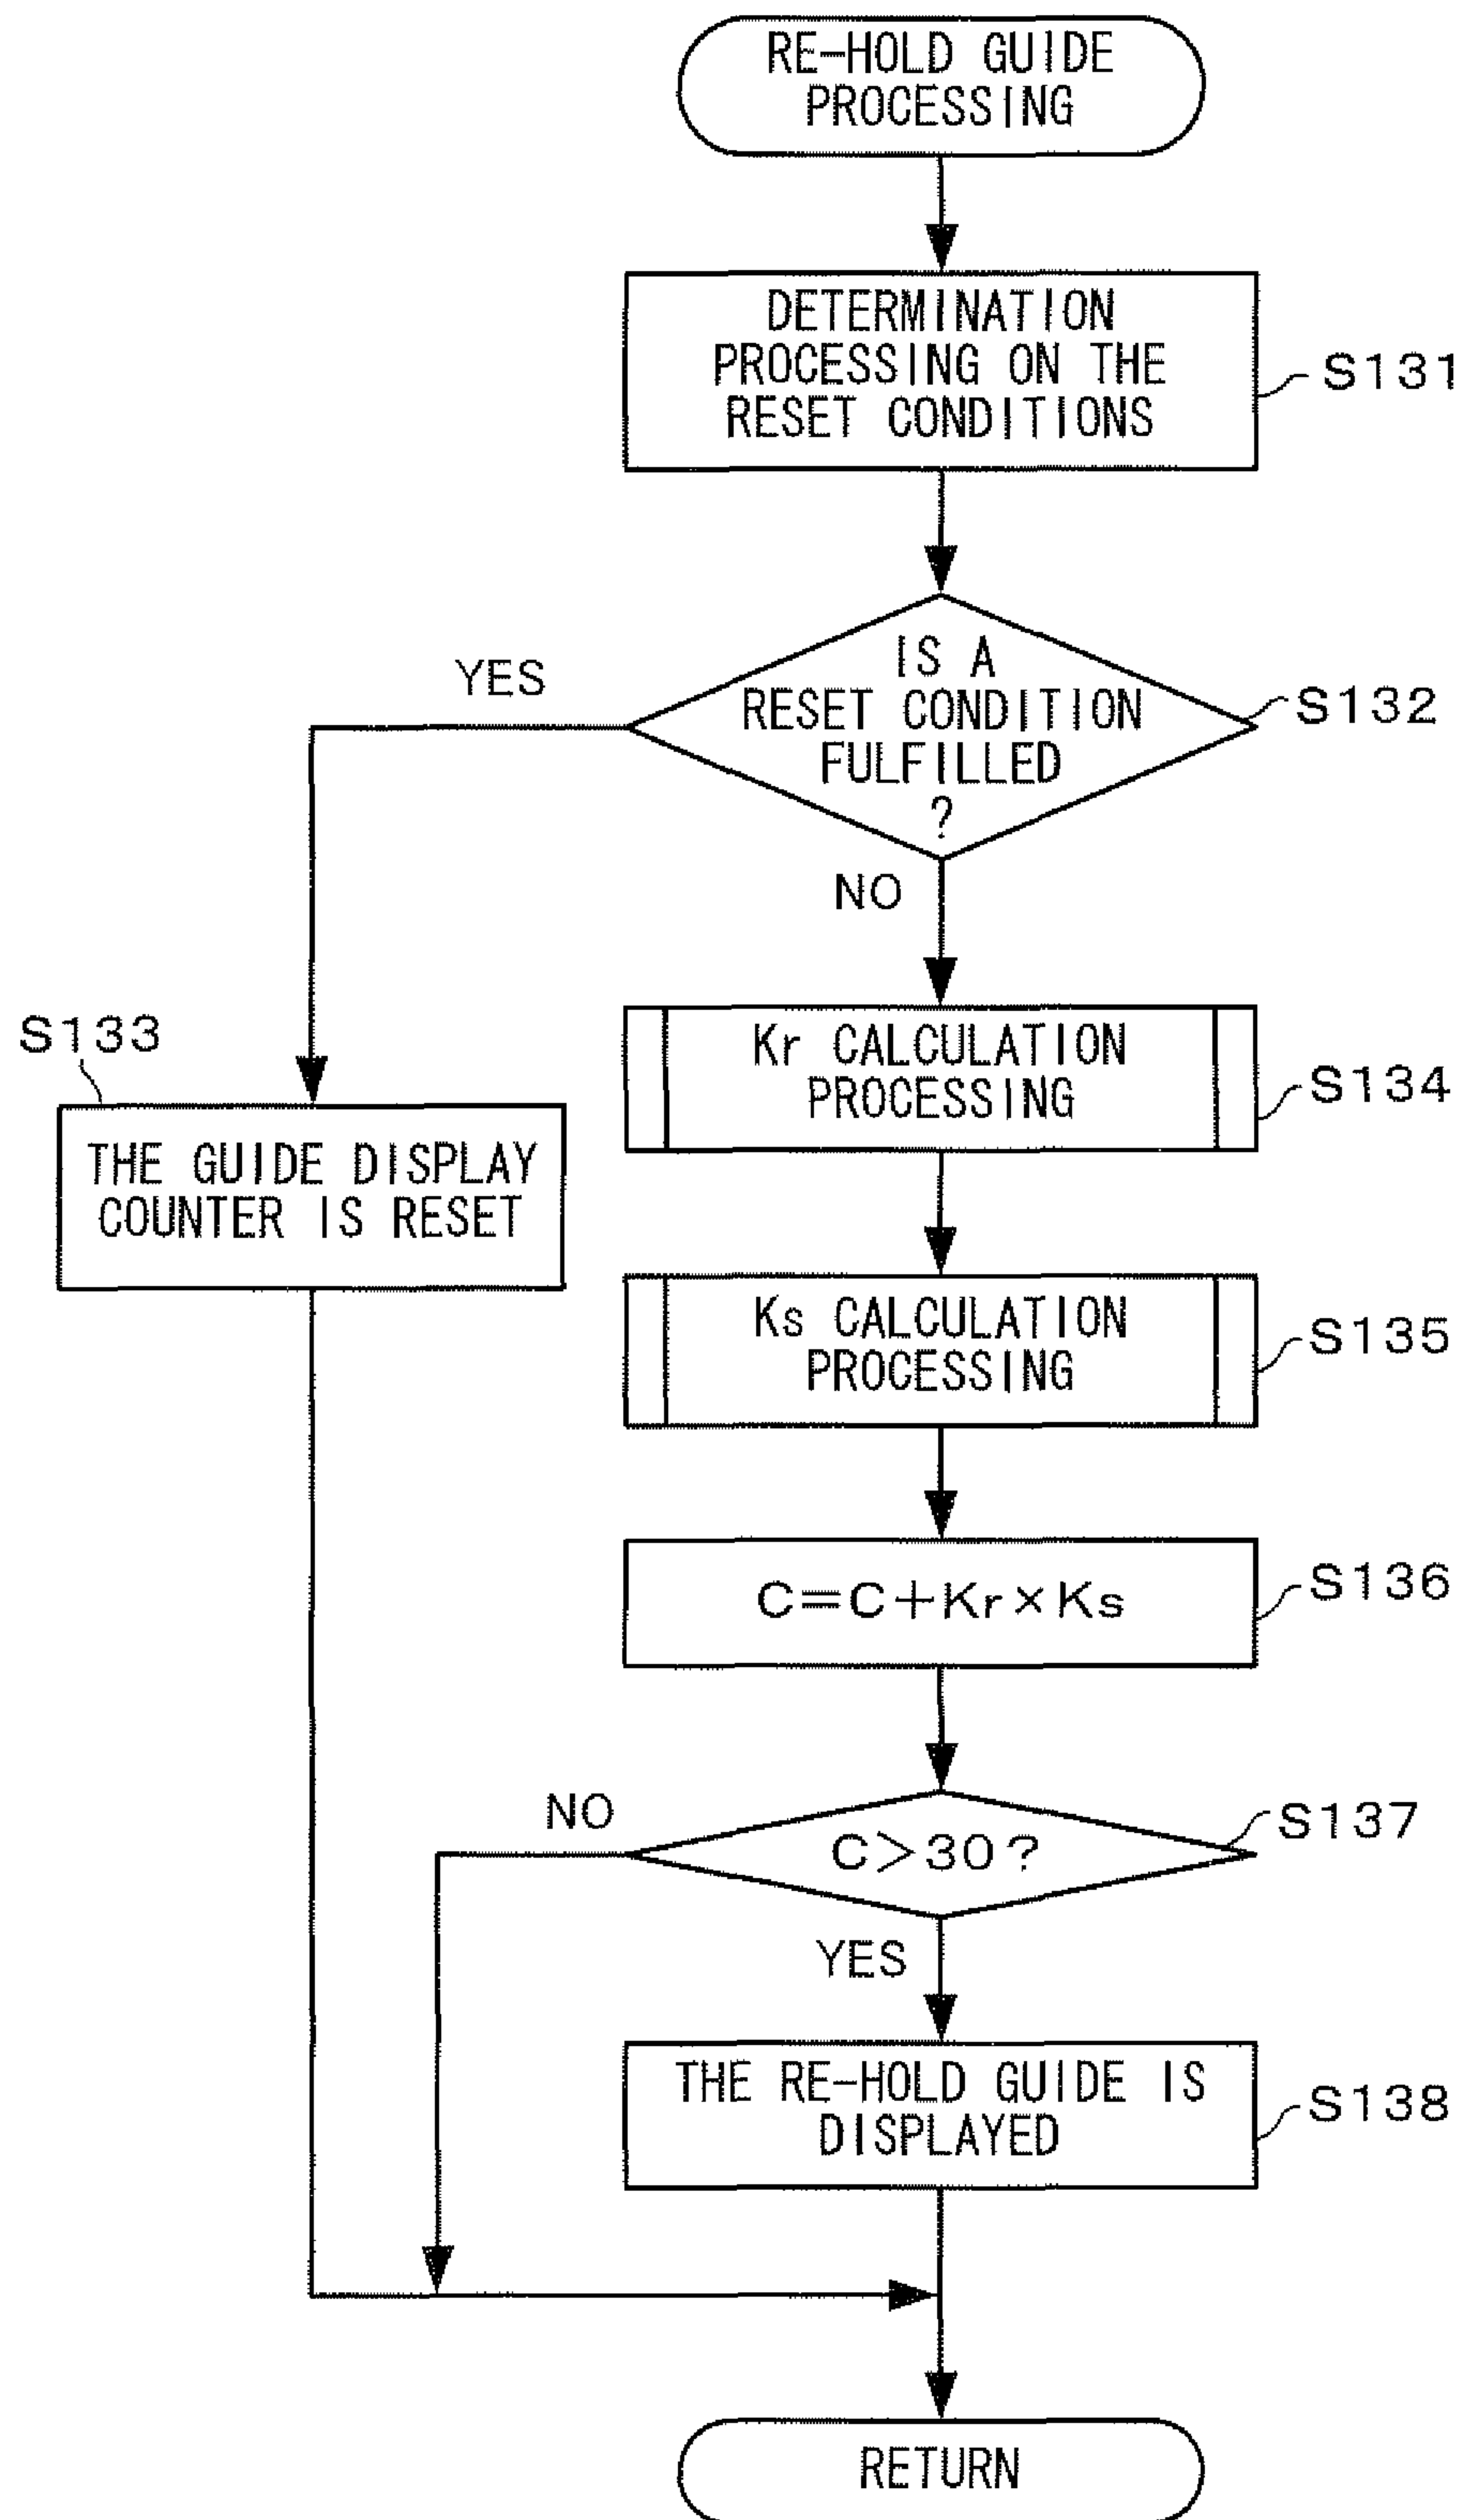 RE-HOLD GUIDE
PROCESSING
DETERMINATION
PROCESSING ON THE
RESET CONDITIONS
S131
IS A
RESET CONDITION
FULFILLED
?
S132
YES
NO
S133
THE GUIDE DISPLAY
COUNTER IS RESET
Kr CALCULATION
PROCESSING
S134
Ks CALCULATION
PROCESSING
S135
C=C+Kr×Ks
S136
C>30?
S137
NO
YES
THE RE-HOLD GUIDE IS
DISPLAYED
S138
RETURN